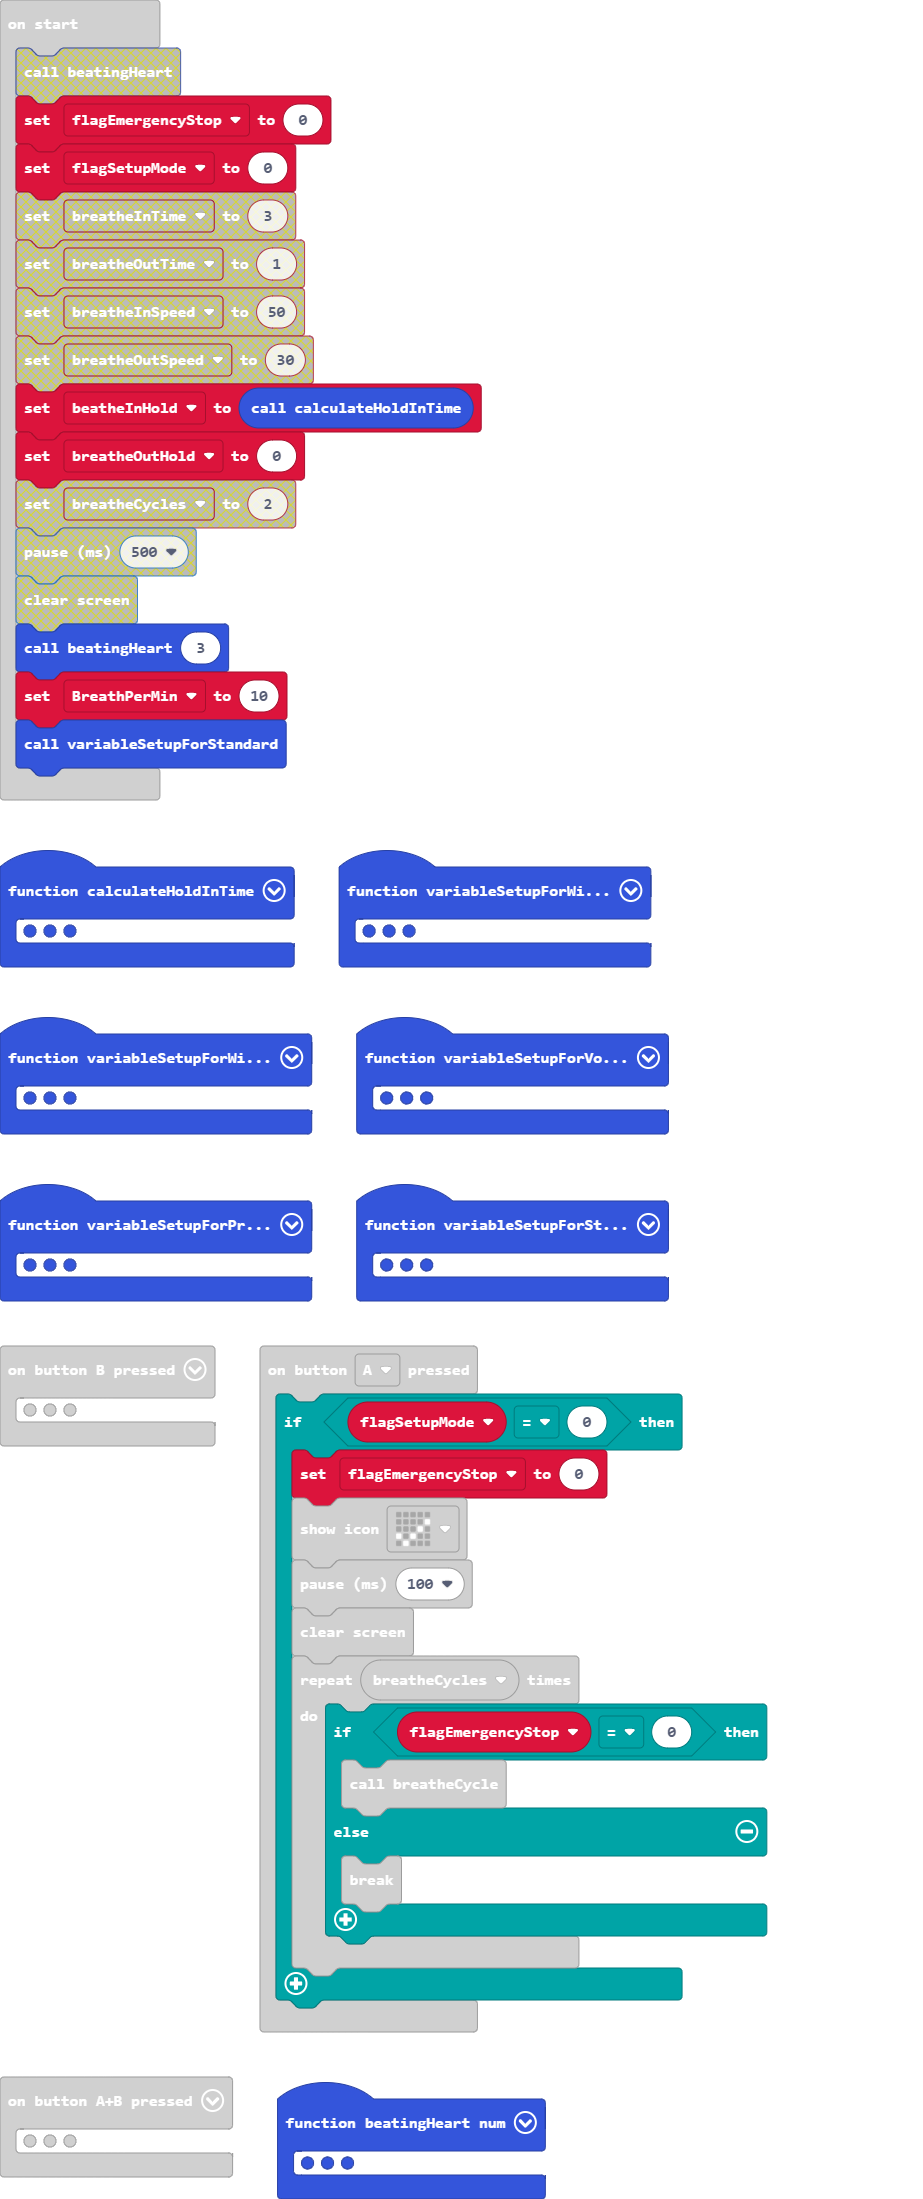 on start
call beatingHeart
set flagEmergencyStop to 0
set flagSetupMode to 0
set breatheInTime to 3
set breatheOutTime to 1
set breatheInSpeed to 50
set breatheOutSpeed to 30
set beatheInHold to call calculateHoldInTime
set breatheOutHold to 0
set breatheCycles to 2
pause (ms) 500
clear screen
call beatingHeart 3
set BreathPerMin to 10
call variableSetupForStandard
function calculateHoldInTime
function variableSetupForWi...
function variableSetupForWi...
function variableSetupForVo...
function variableSetupForPr...
function variableSetupForSt...
on button B pressed
on button A pressed
if flagSetupMode = 0 then
set flagEmergencyStop to 0
show icon
pause (ms) 100
clear screen
repeat breatheCycles times
do
if flagEmergencyStop = 0 then
call breatheCycle
else
break
on button A+B pressed
function beatingHeart num